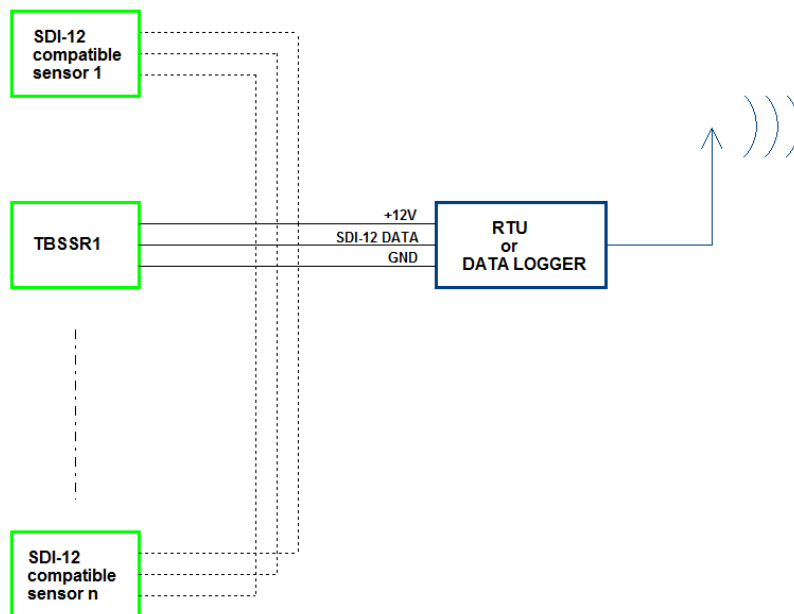 SDI-12
compatible
sensor 1
TBSSR1
+12V
SDI-12 DATA
GND
RTU
or
DATA LOGGER
SDI-12
compatible
sensor n